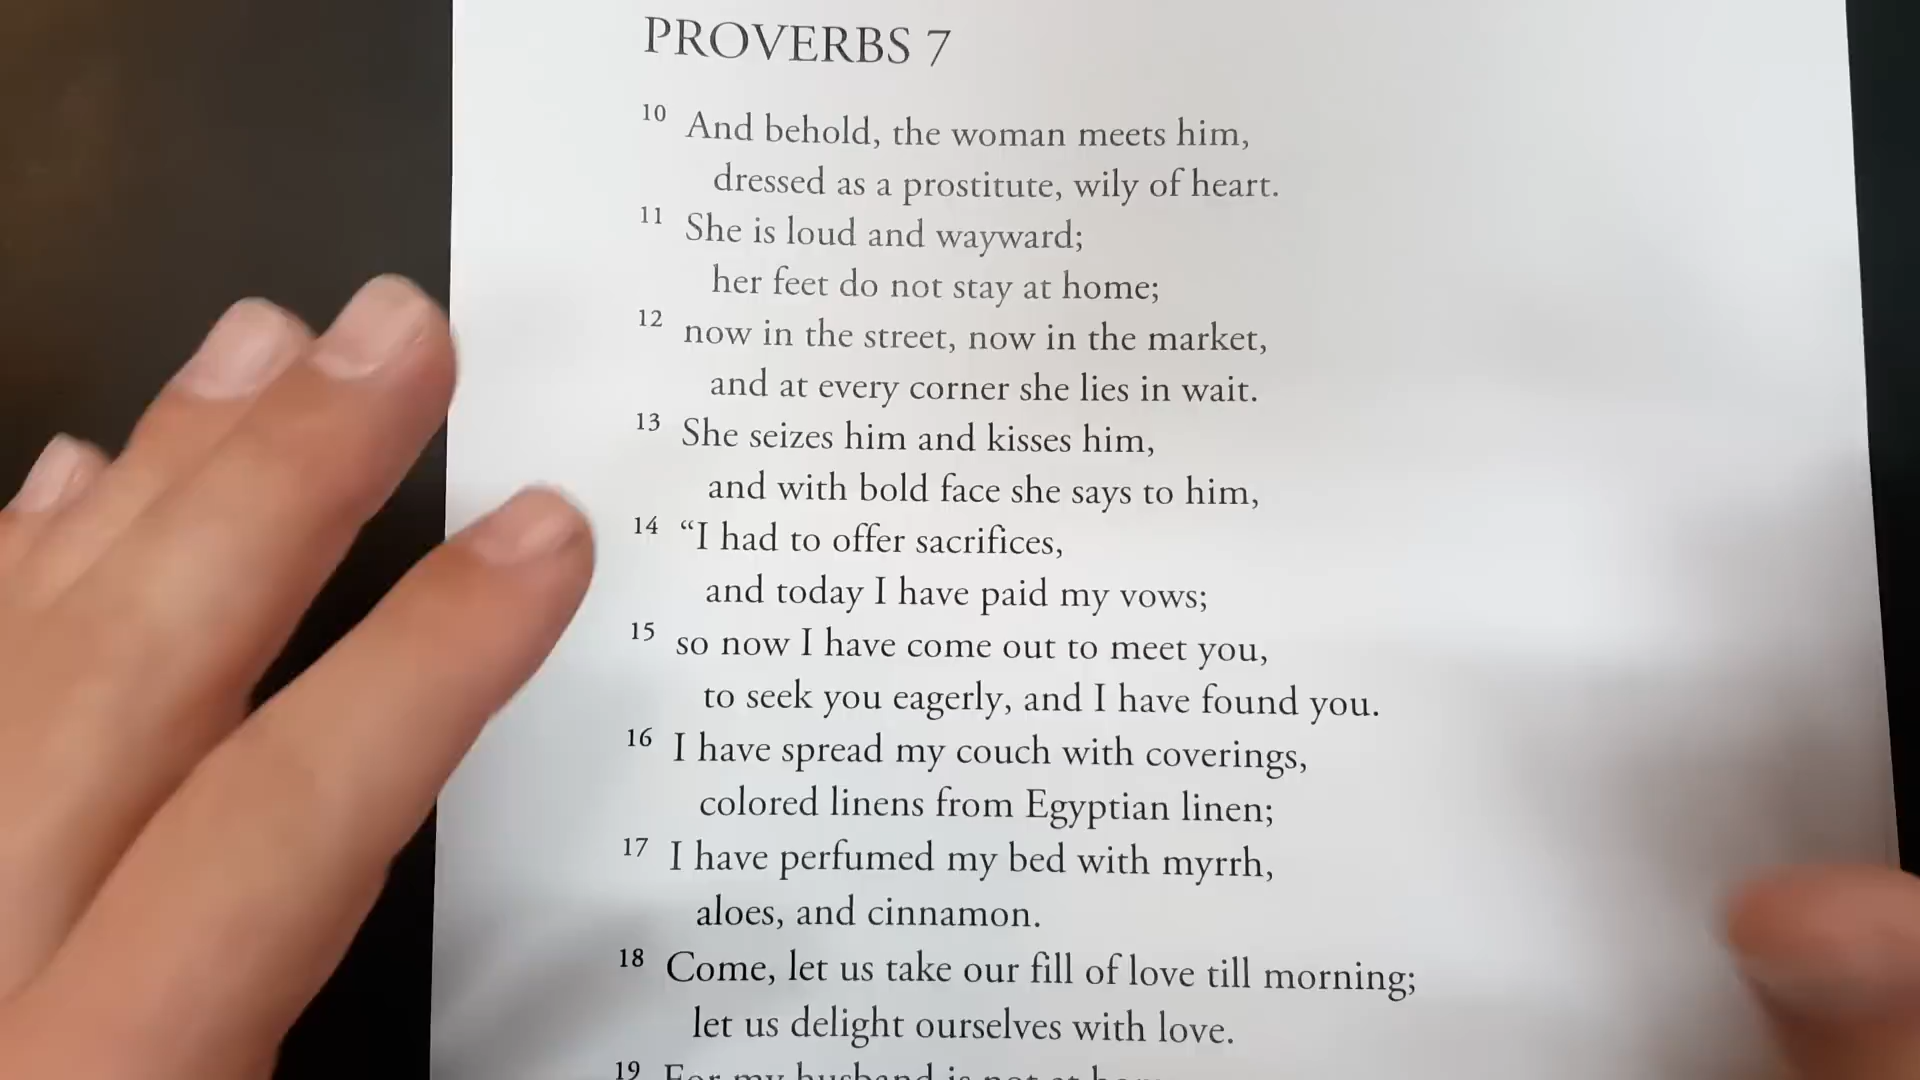 PROVERBS 7
10 And behold, the woman meets him,
dressed as a prostitute, wily of heart.
11 She is loud and wayward;
her feet do not stay at home;
12 now in the street, now in the market,
and at every corner she lies in wait.
13 She seizes him and kisses him,
and with bold face she says to him,
14 “I had to offer sacrifices,
and today I have paid my vows;
15 so now I have come out to meet you,
to seek you eagerly, and I have found you.
16 I have spread my couch with coverings,
colored linens from Egyptian linen;
17 I have perfumed my bed with myrrh,
aloes, and cinnamon.
18 Come, let us take our fill of love till morning;
let us delight ourselves with love.
19 For my husband is not at